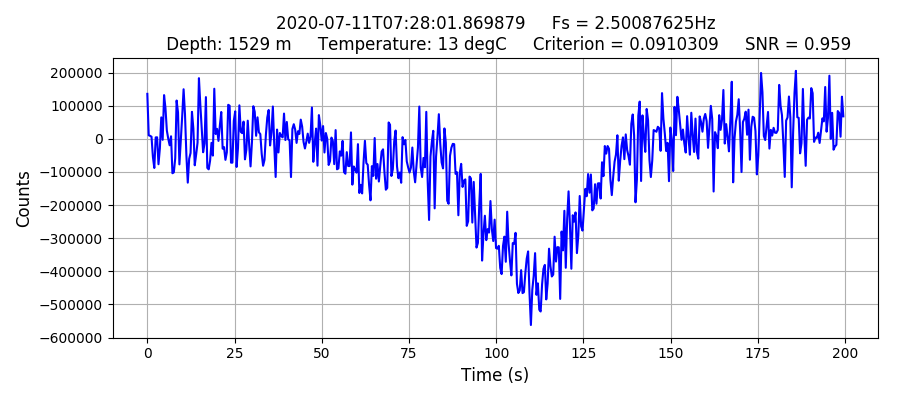 2020-07-11T07:28:01.869879 Fs = 2.50087625Hz
Depth: 1529 m Temperature: 13 degC Criterion = 0.0910309 SNR = 0.959
200000
100000
0
−100000
−200000
−300000
−400000
−500000
−600000
Counts
0 25 50 75 100 125 150 175 200
Time (s)